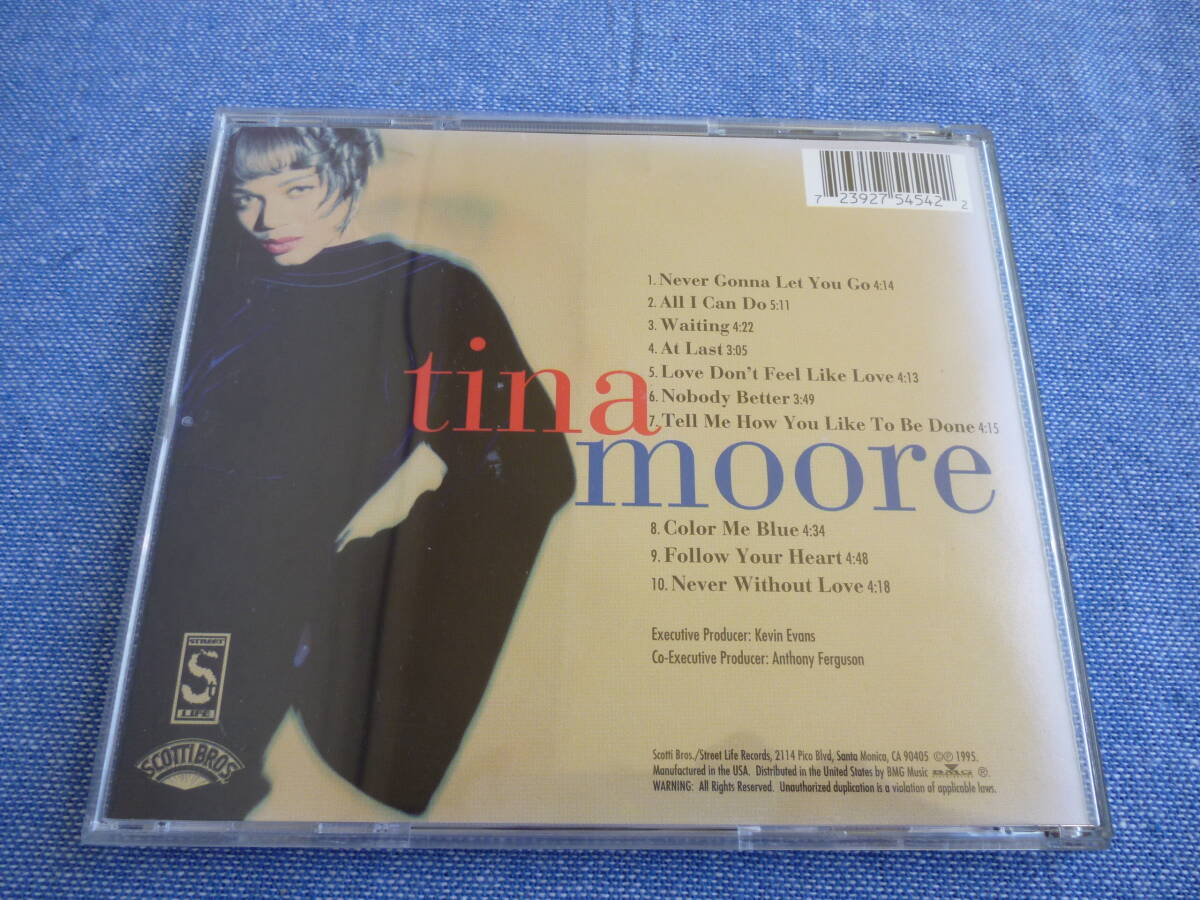 7 23927 54542 2
1. Never Gonna Let You Go 4:14
2. All I Can Do 5:11
3. Waiting 4:22
4. At Last 3:05
5. Love Don't Feel Like Love 4:13
6. Nobody Better 3:49
7. Tell Me How You Like To Be Done 4:15
tina
moore
8. Color Me Blue 4:34
9. Follow Your Heart 4:48
10. Never Without Love 4:18
Executive Producer: Kevin Evans
Co-Executive Producer: Anthony Ferguson
STREET
S
LIFE
SCOTTI BROS.
Scotti Bros./Street Life Records, 2114 Pico Blvd, Santa Monica, CA 90405 ©℗ 1995.
Manufactured in the USA. Distributed in the United States by BMG Music BMG ®.
WARNING: All Rights Reserved. Unauthorized duplication is a violation of applicable laws.